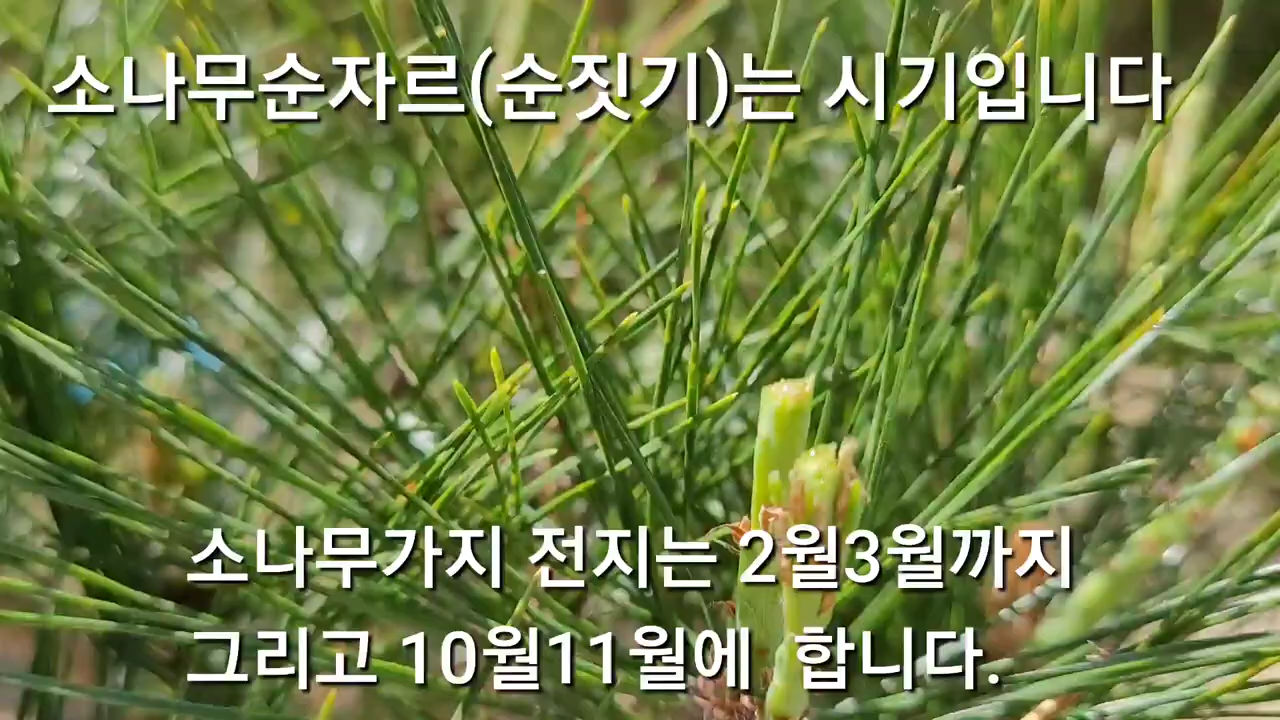 소나무순자르(순짓기)는 시기입니다
소나무가지 전지는 2월3월까지
그리고 10월11월에 합니다.